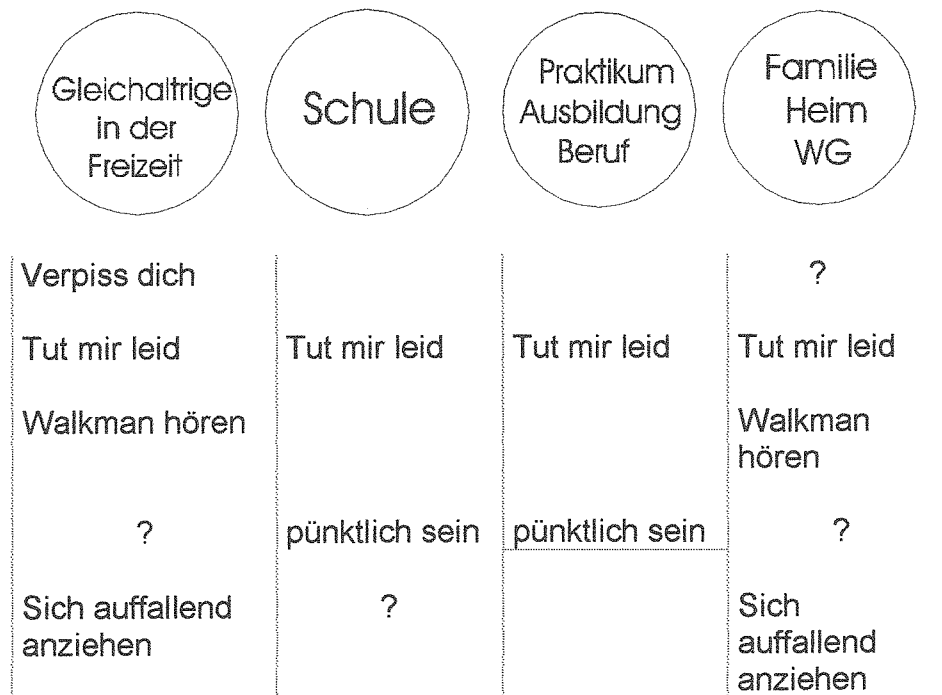 Gleichaltrige
in der
Freizeit
Schule
Praktikum
Ausbildung
Beruf
Familie
Heim
WG
Verpiss dich
?
Tut mir leid
Tut mir leid
Tut mir leid
Tut mir leid
Walkman hören
Walkman
hören
?
pünktlich sein
pünktlich sein
?
Sich auffallend
anziehen
?
Sich
auffallend
anziehen